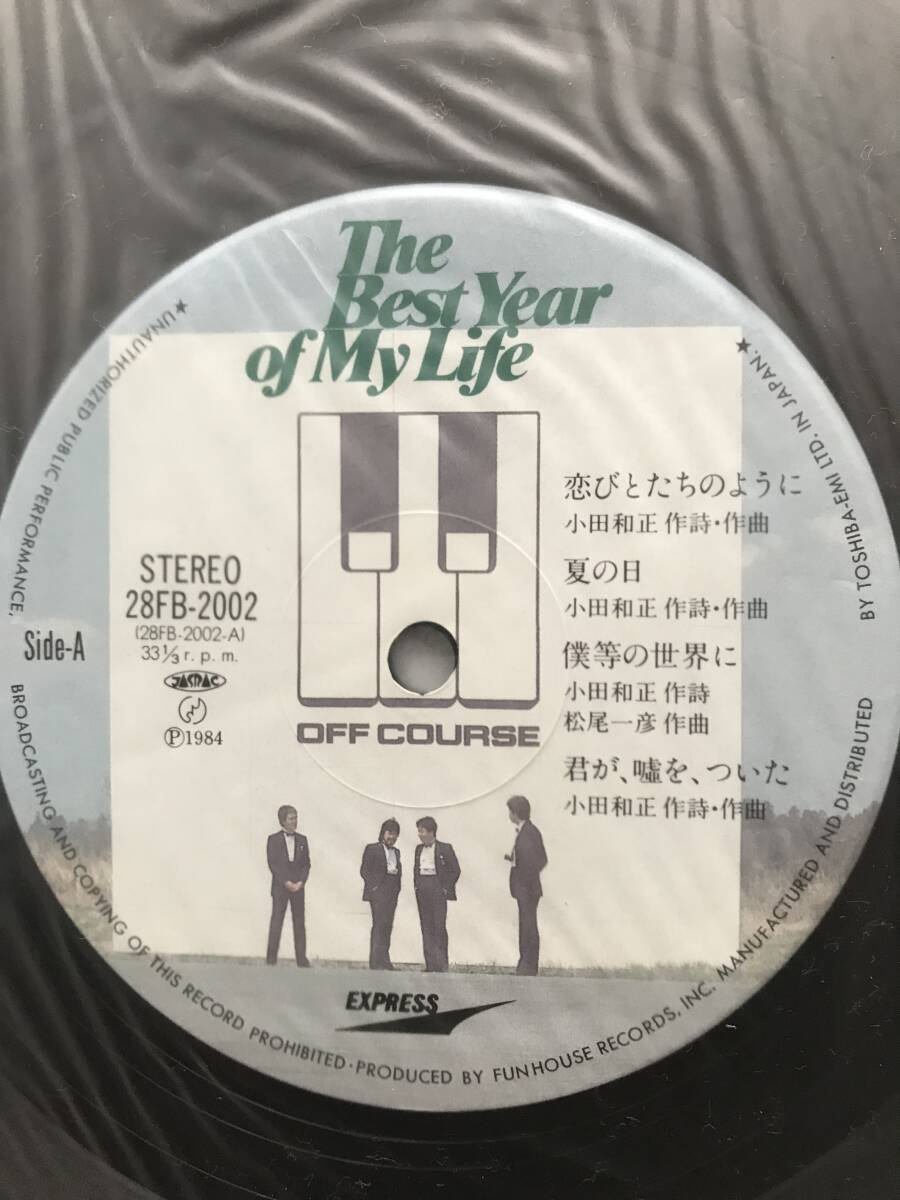 The
Best Year
of My Life
STEREO
28FB-2002
(28FB-2002-A)
33⅓ r. p. m.
JASRAC
Ⓟ1984
Side-A
OFF COURSE
恋びとたちのように
小田和正 作詩・作曲
夏の日
小田和正 作詩・作曲
僕等の世界に
小田和正 作詩
松尾一彦 作曲
君が、嘘を、ついた
小田和正 作詩・作曲
EXPRESS
★UNAUTHORIZED PUBLIC PERFORMANCE, BROADCASTING AND COPYING OF THIS RECORD PROHIBITED・PRODUCED BY FUNHOUSE RECORDS, INC. MANUFACTURED AND DISTRIBUTED BY TOSHIBA-EMI LTD. IN JAPAN.★